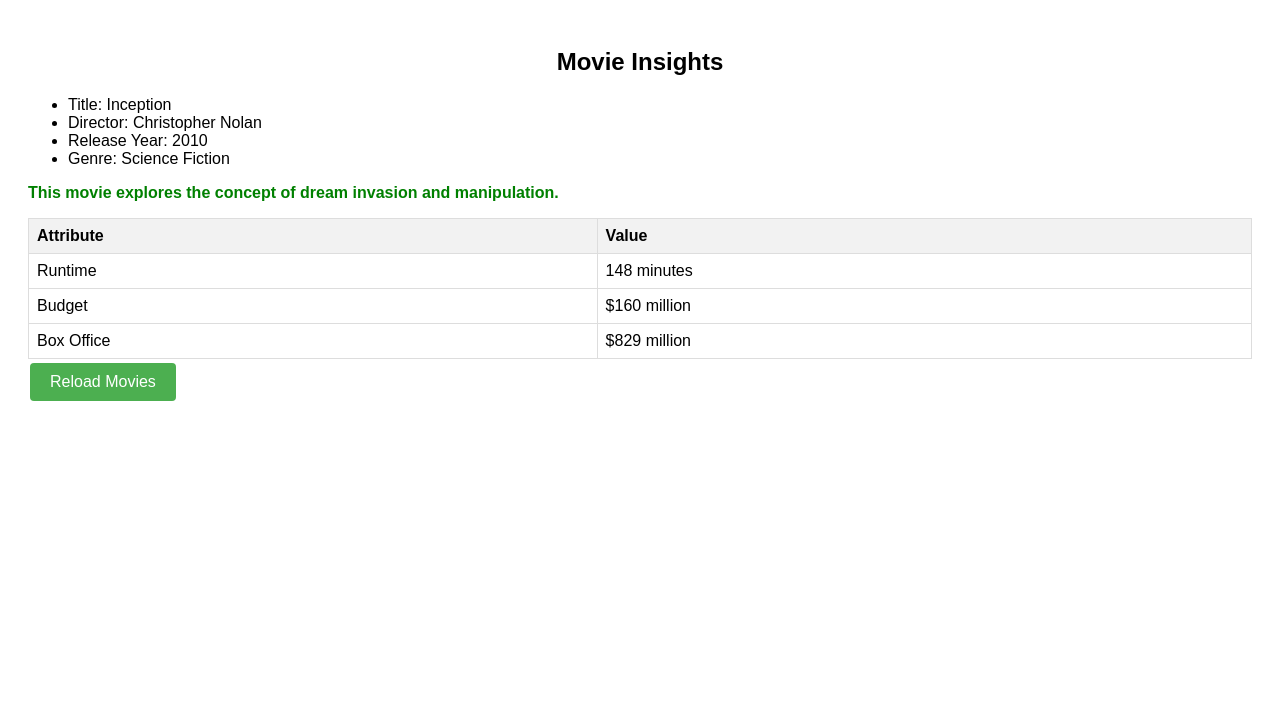 Movie Insights
Title: Inception
Director: Christopher Nolan
Release Year: 2010
Genre: Science Fiction
This movie explores the concept of dream invasion and manipulation.
Attribute Value
Runtime 148 minutes
Budget $160 million
Box Office $829 million
Reload Movies